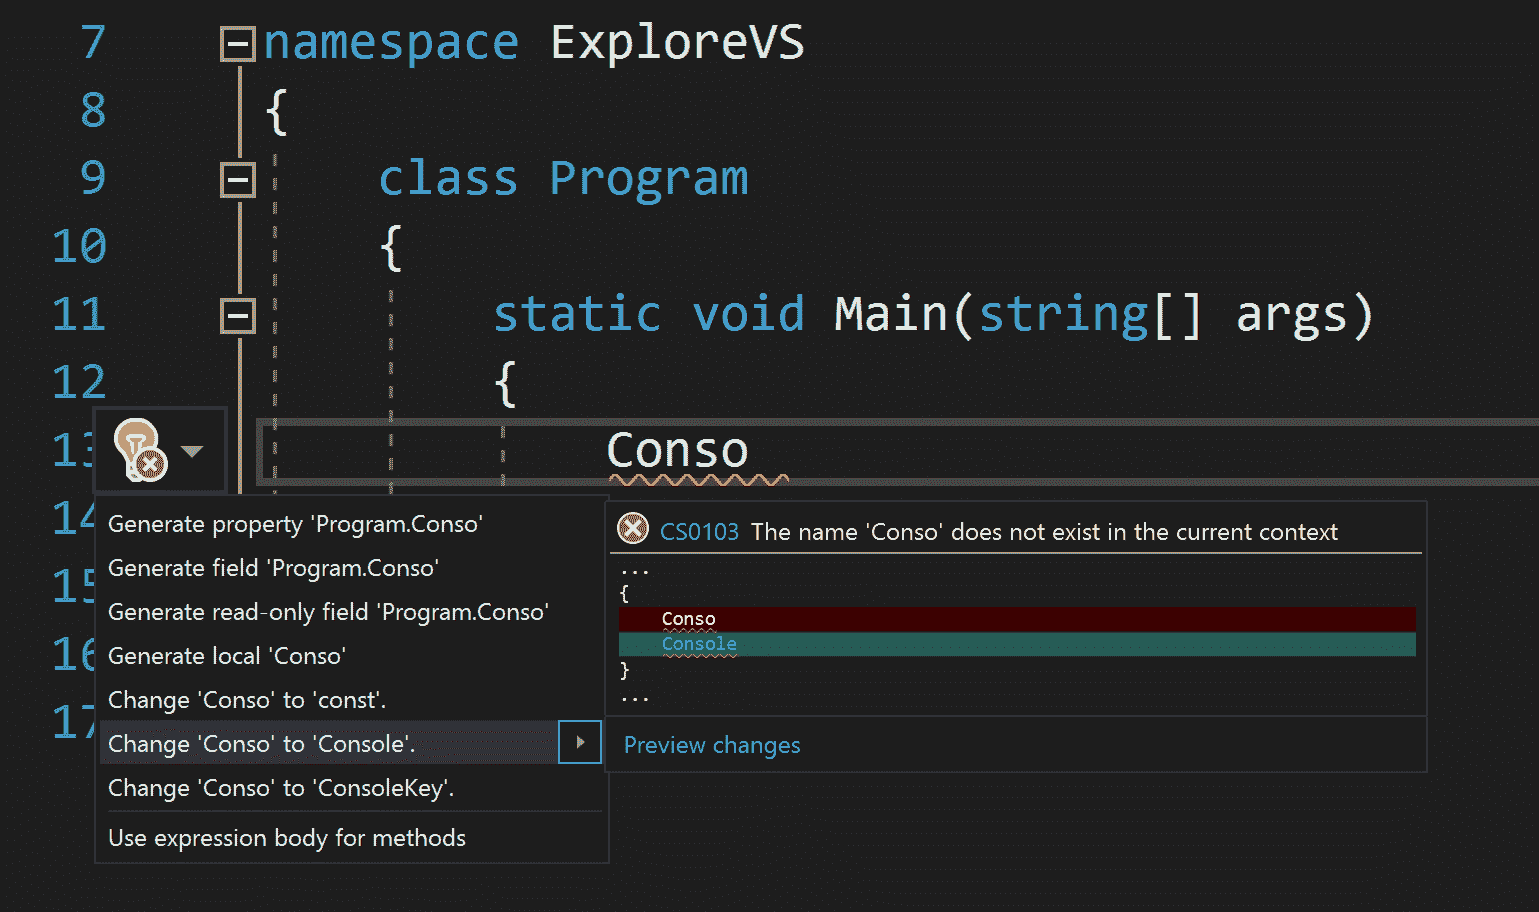 7 namespace ExploreVS
8 {
9 class Program
10 {
11 static void Main(string[] args)
12 {
13 Conso
14
15
16
17
Generate property 'Program.Conso'
Generate field 'Program.Conso'
Generate read-only field 'Program.Conso'
Generate local 'Conso'
Change 'Conso' to 'const'.
Change 'Conso' to 'Console'.
Change 'Conso' to 'ConsoleKey'.
Use expression body for methods
CS0103 The name 'Conso' does not exist in the current context
...
{
Conso
Console
}
...
Preview changes